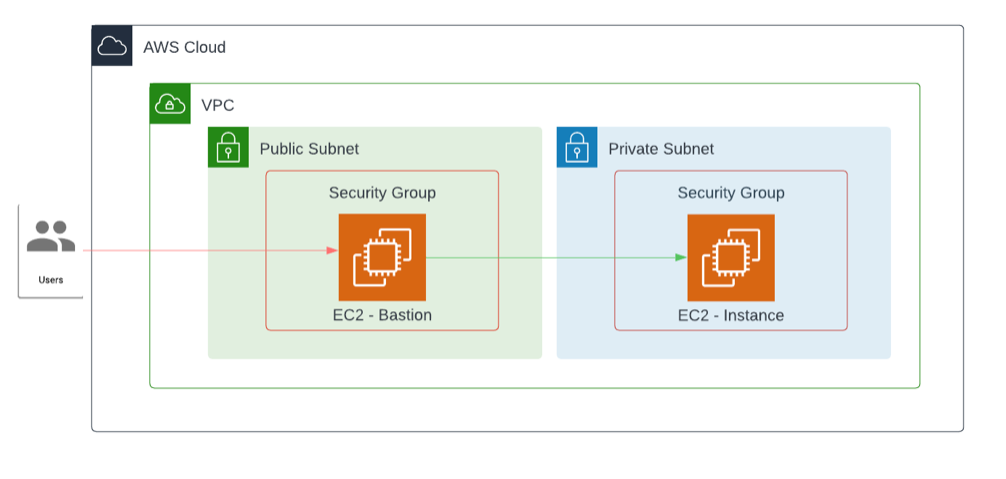 AWS Cloud
VPC
Public Subnet
Private Subnet
Security Group
Security Group
Users
EC2 - Bastion
EC2 - Instance